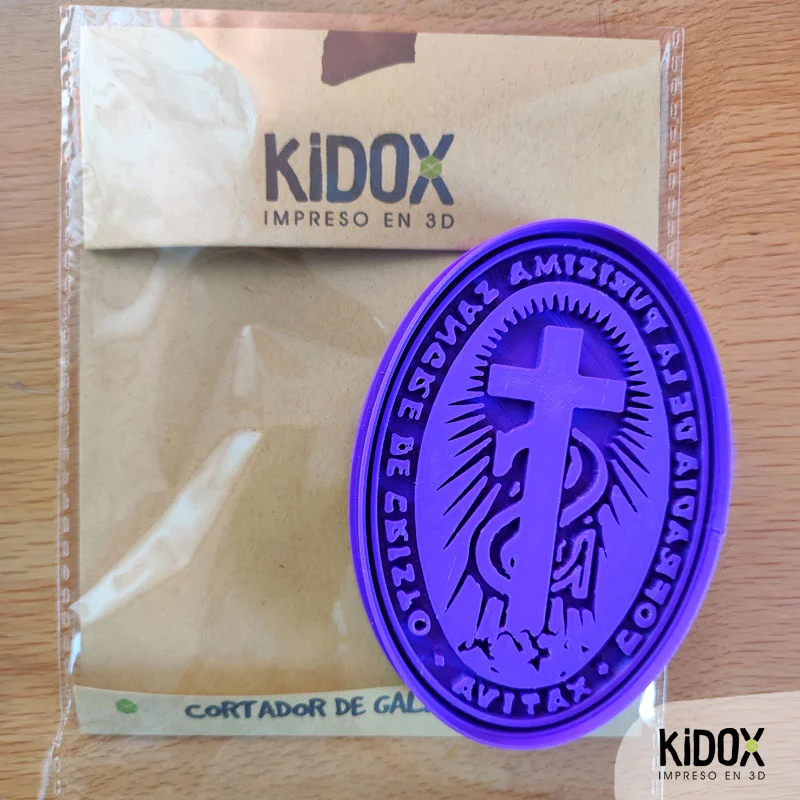 KiDOX
IMPRESO EN 3D
COFRADIA DE LA PURISIMA SANGRE DE CRISTO · XATIVA ·
CORTADOR DE
KiDOX
IMPRESO EN 3D